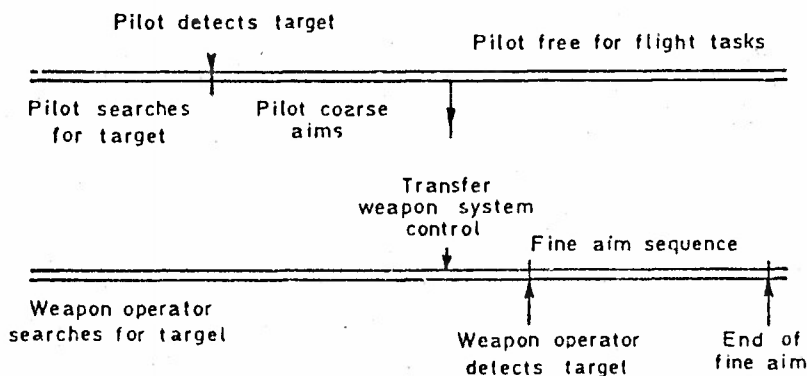 Pilot detects target
Pilot free for flight tasks
Pilot searches
for target
Pilot coarse
aims
Transfer
weapon system
control
Fine aim sequence
Weapon operator
searches for target
Weapon operator
detects target
End of
fine aim